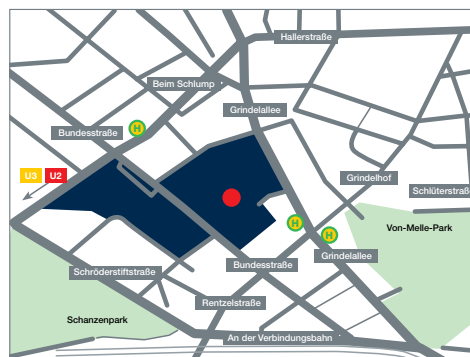 Hallerstraße
Beim Schlump
Grindelallee
H
Bundesstraße
U3 U2
Grindelhof
Schlüterstraße
H
H
Von-Melle-Park
Grindelallee
Bundesstraße
Schröderstiftstraße
Rentzelstraße
Schanzenpark
An der Verbindungsbahn